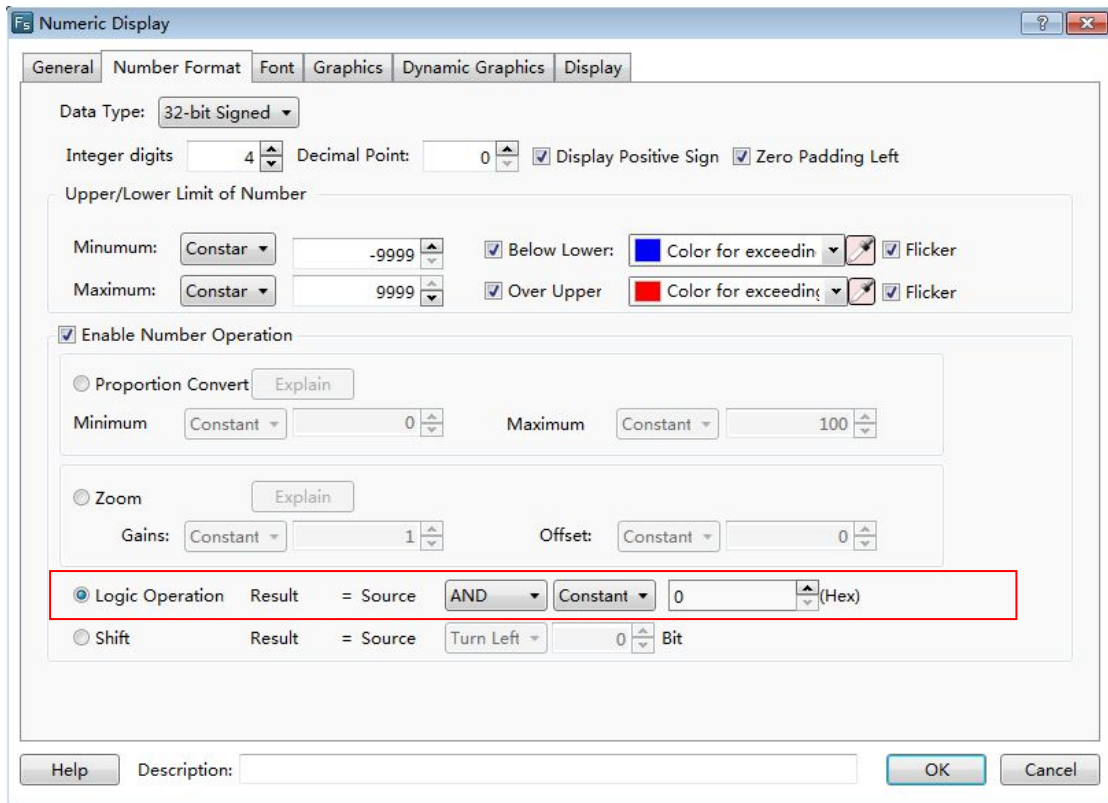 Fs Numeric Display ?
General Number Format Font Graphics Dynamic Graphics Display
Data Type: 32-bit Signed
Integer digits 4 Decimal Point: 0 Display Positive Sign Zero Padding Left
Upper/Lower Limit of Number
Minumum: Constar -9999 Below Lower: Color for exceedin Flicker
Maximum: Constar 9999 Over Upper Color for exceeding Flicker
Enable Number Operation
Proportion Convert Explain
Minimum Constant 0 Maximum Constant 100
Zoom Explain
Gains: Constant 1 Offset: Constant 0
Logic Operation Result = Source AND Constant 0 (Hex)
Shift Result = Source Turn Left 0 Bit
Help Description: OK Cancel